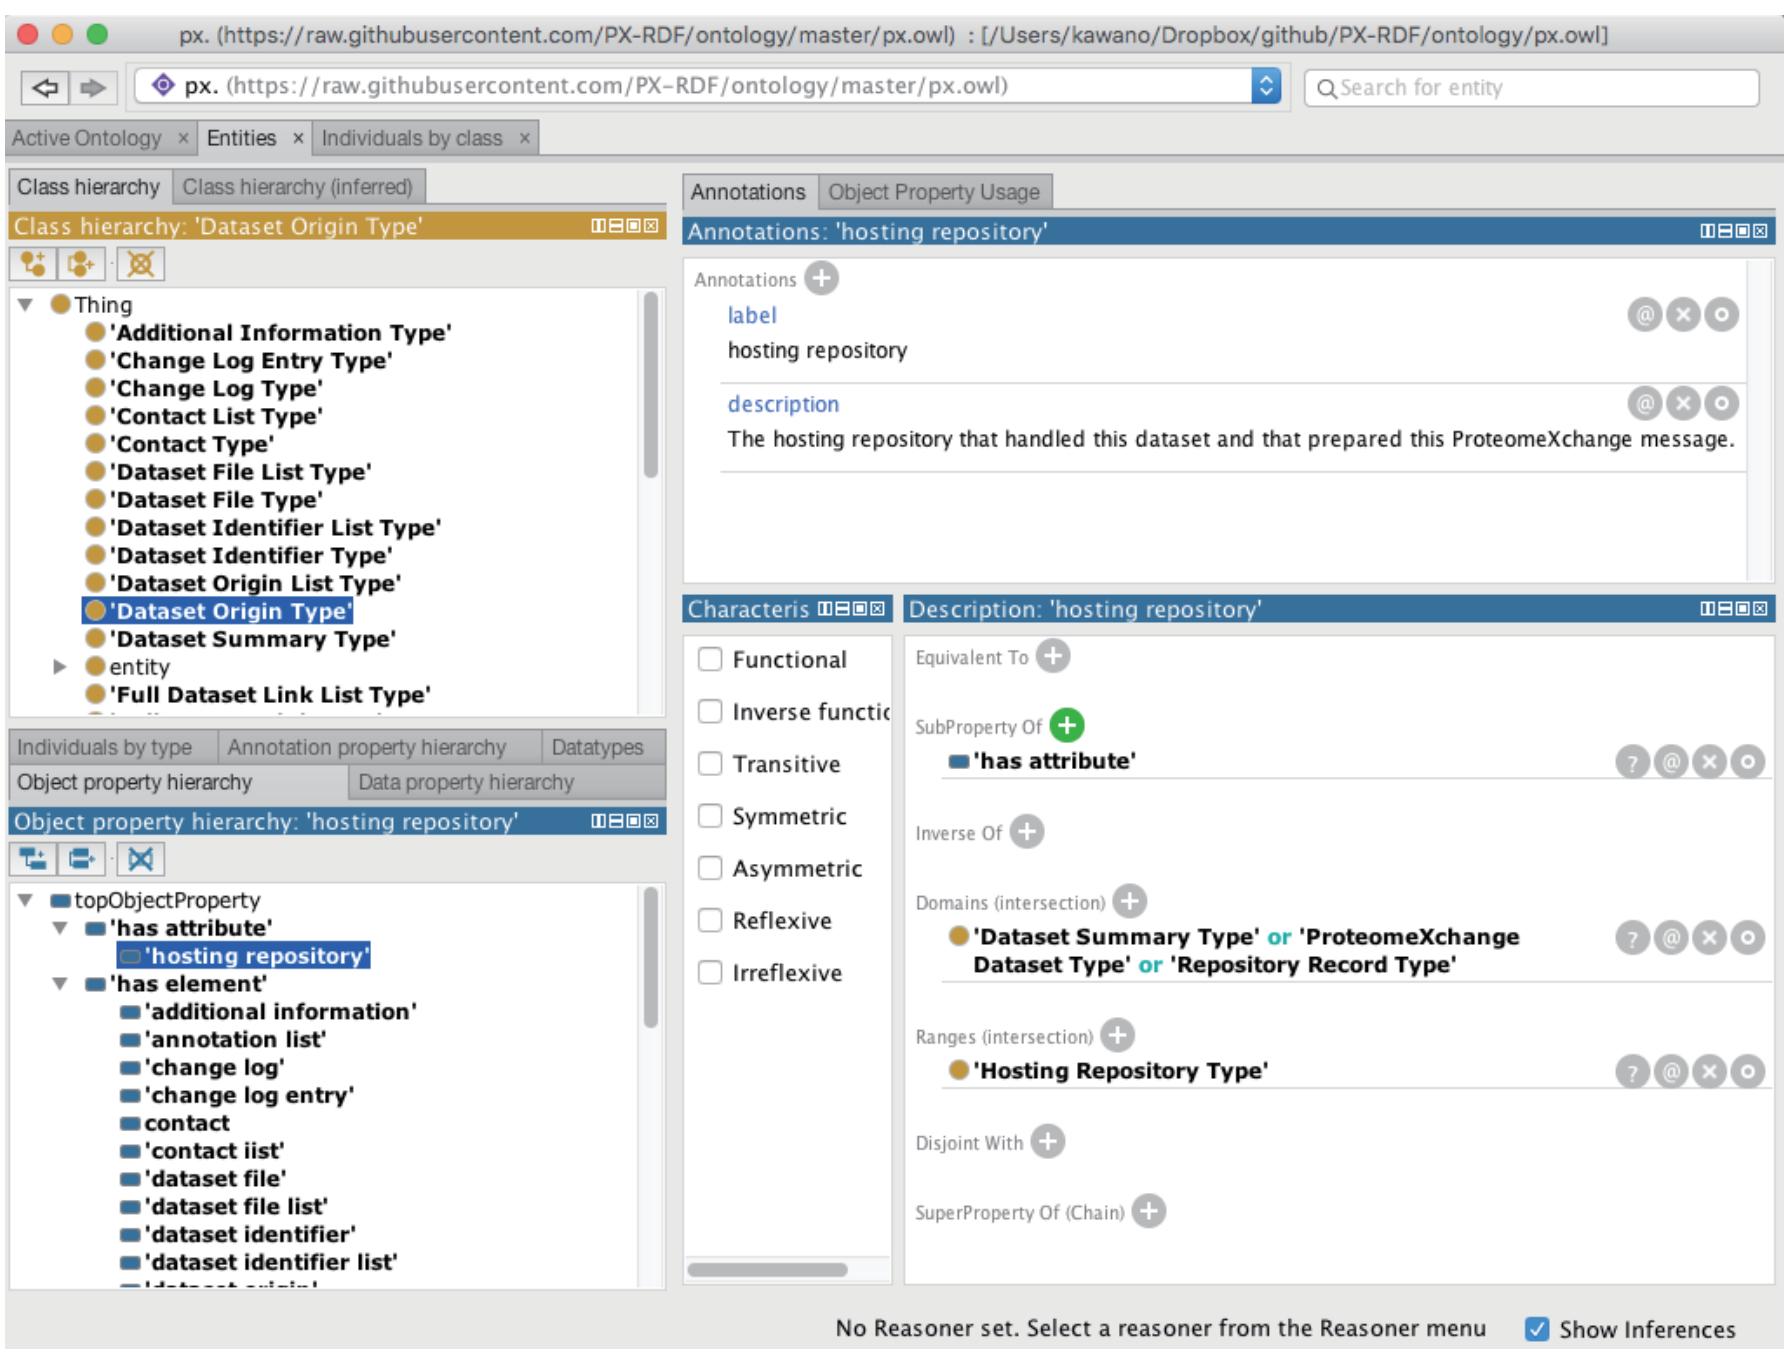 px. (https://raw.githubusercontent.com/PX-RDF/ontology/master/px.owl) : [/Users/kawano/Dropbox/github/PX-RDF/ontology/px.owl]
px. (https://raw.githubusercontent.com/PX-RDF/ontology/master/px.owl)
Search for entity
Active Ontology × Entities × Individuals by class ×
Class hierarchy Class hierarchy (inferred)
Class hierarchy: 'Dataset Origin Type'
Thing
'Additional Information Type'
'Change Log Entry Type'
'Change Log Type'
'Contact List Type'
'Contact Type'
'Dataset File List Type'
'Dataset File Type'
'Dataset Identifier List Type'
'Dataset Identifier Type'
'Dataset Origin List Type'
'Dataset Origin Type'
'Dataset Summary Type'
entity
'Full Dataset Link List Type'
Individuals by type Annotation property hierarchy Datatypes
Object property hierarchy Data property hierarchy
Object property hierarchy: 'hosting repository'
topObjectProperty
'has attribute'
'hosting repository'
'has element'
'additional information'
'annotation list'
'change log'
'change log entry'
contact
'contact iist'
'dataset file'
'dataset file list'
'dataset identifier'
'dataset identifier list'
'dataset origin'
Annotations Object Property Usage
Annotations: 'hosting repository'
Annotations
label
hosting repository
description
The hosting repository that handled this dataset and that prepared this ProteomeXchange message.
Characteris
Functional
Inverse functic
Transitive
Symmetric
Asymmetric
Reflexive
Irreflexive
Description: 'hosting repository'
Equivalent To
SubProperty Of
'has attribute'
Inverse Of
Domains (intersection)
'Dataset Summary Type' or 'ProteomeXchange
Dataset Type' or 'Repository Record Type'
Ranges (intersection)
'Hosting Repository Type'
Disjoint With
SuperProperty Of (Chain)
No Reasoner set. Select a reasoner from the Reasoner menu
Show Inferences